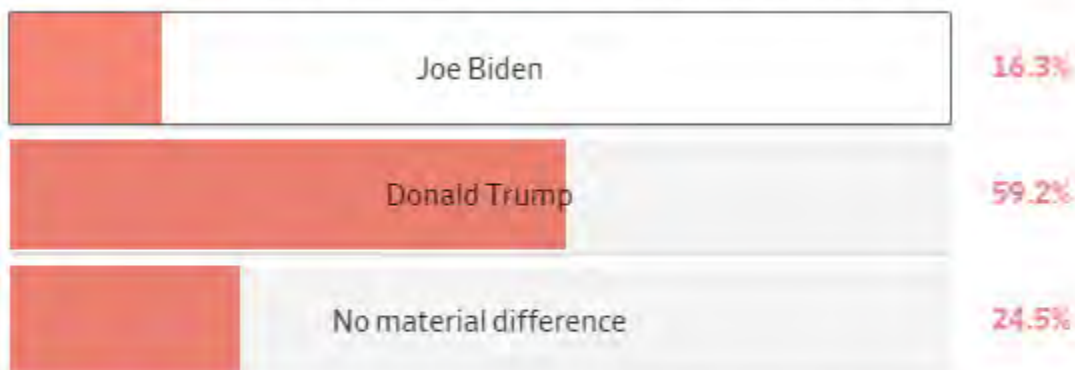 Joe Biden 16.3%
Donald Trump 59.2%
No material difference 24.5%